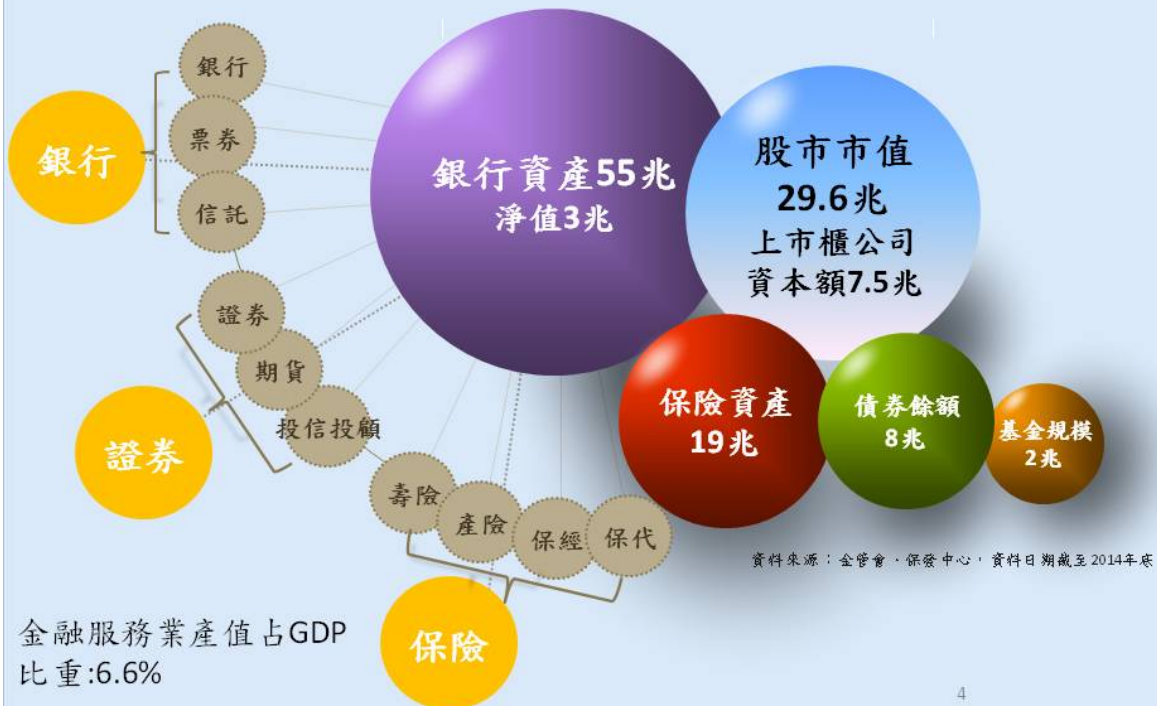 銀行
票券
信託
銀行
證券
期貨
投信投顧
證券
壽險
產險
保經
保代
保險
銀行資產55兆
淨值3兆
股市市值
29.6兆
上市櫃公司
資本額7.5兆
保險資產
19兆
債券餘額
8兆
基金規模
2兆
資料來源：金管會、保發中心，資料日期截至2014年底
金融服務業產值占GDP
比重:6.6%
4